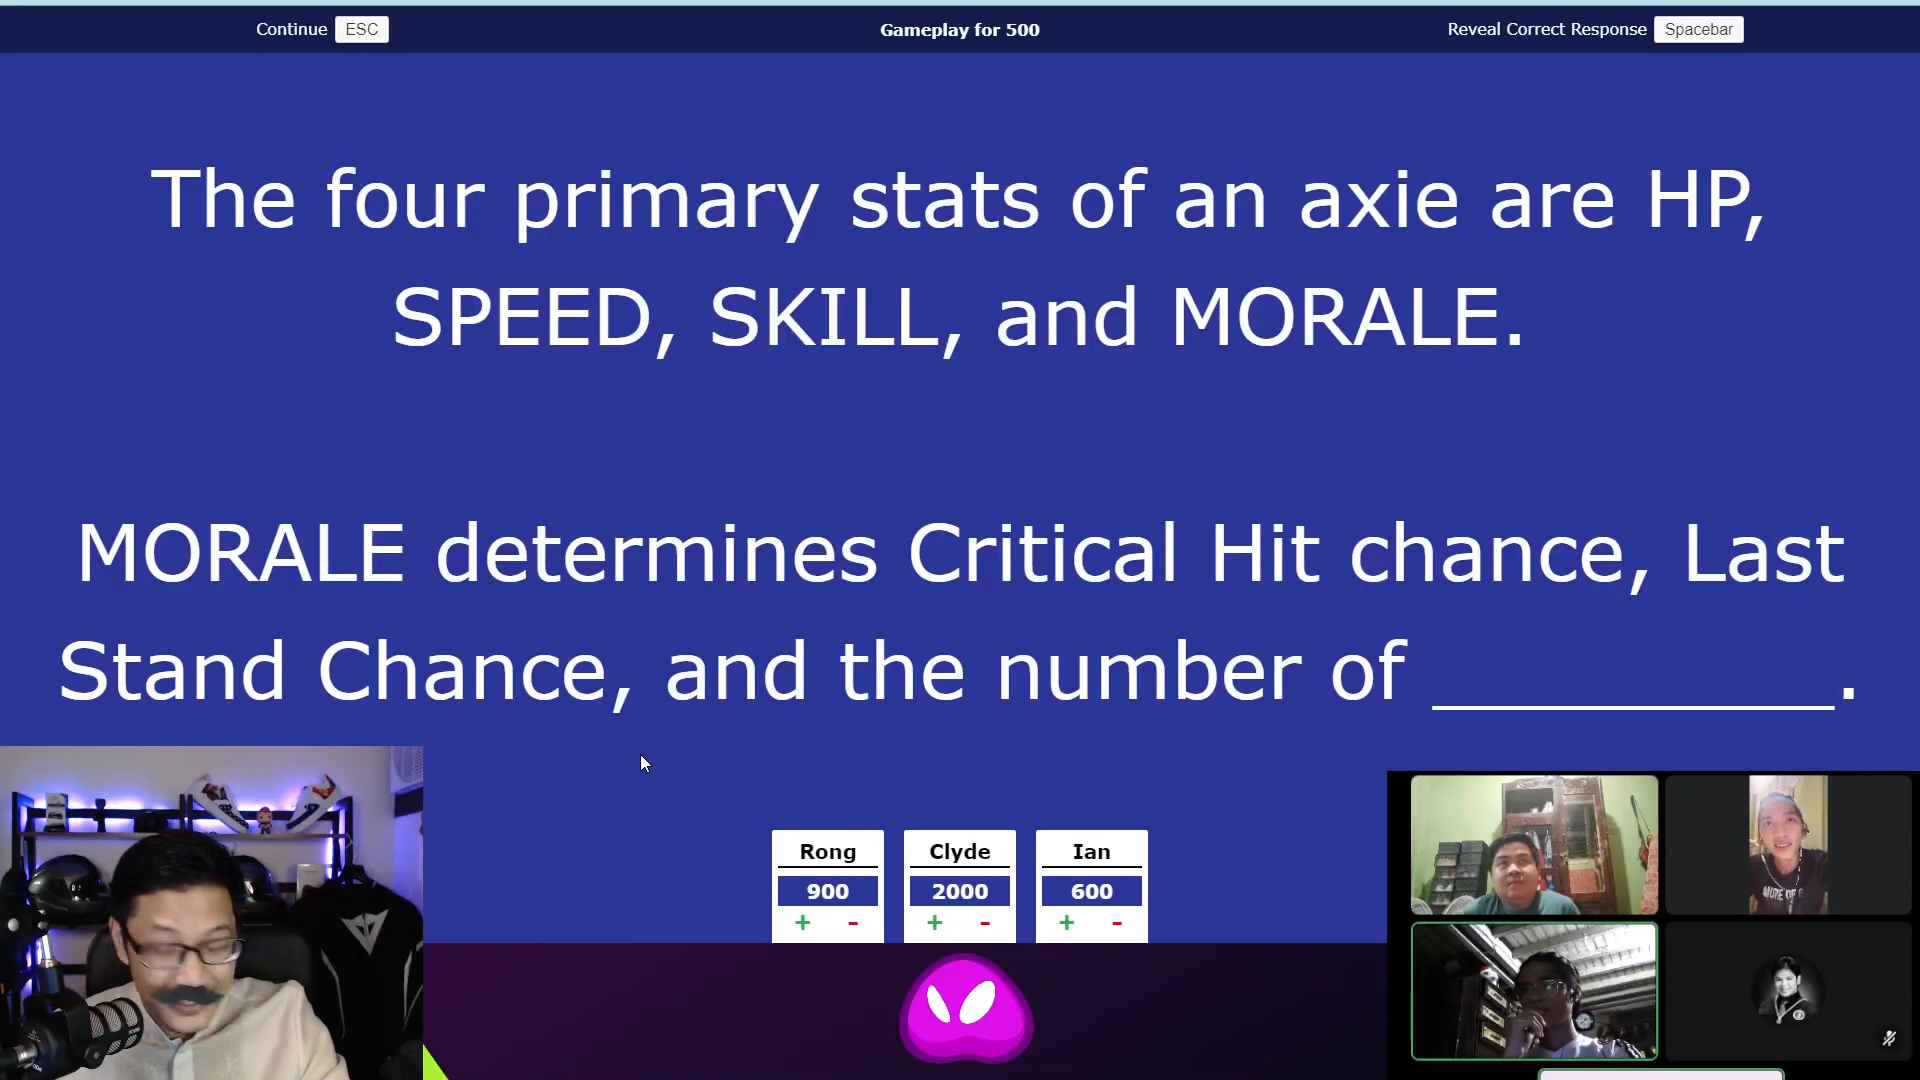 Continue ESC
Gameplay for 500
Reveal Correct Response Spacebar
The four primary stats of an axie are HP,
SPEED, SKILL, and MORALE.
MORALE determines Critical Hit chance, Last
Stand Chance, and the number of __________.
Rong
900
+ -
Clyde
2000
+ -
Ian
600
+ -